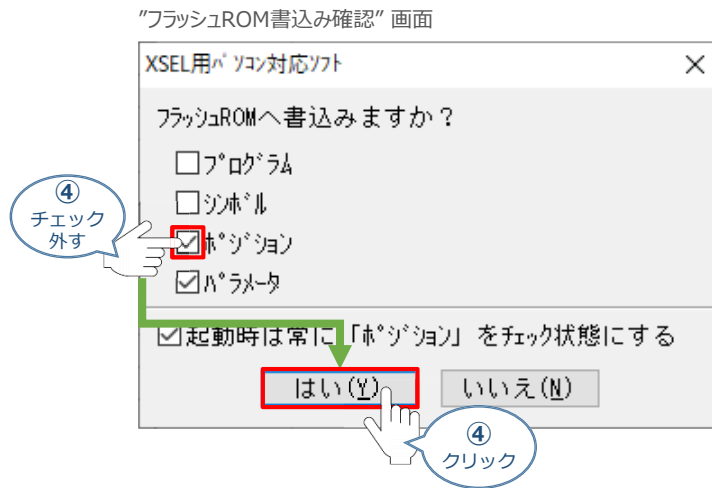 ”フラッシュROM書込み確認” 画面
XSEL用パソコン対応ソフト
フラッシュROMへ書込みますか？
プログラム
シンボル
④
チェック
外す
ポジション
パラメータ
起動時は常に「ポジション」をチェック状態にする
はい(Y)
いいえ(N)
④
クリック